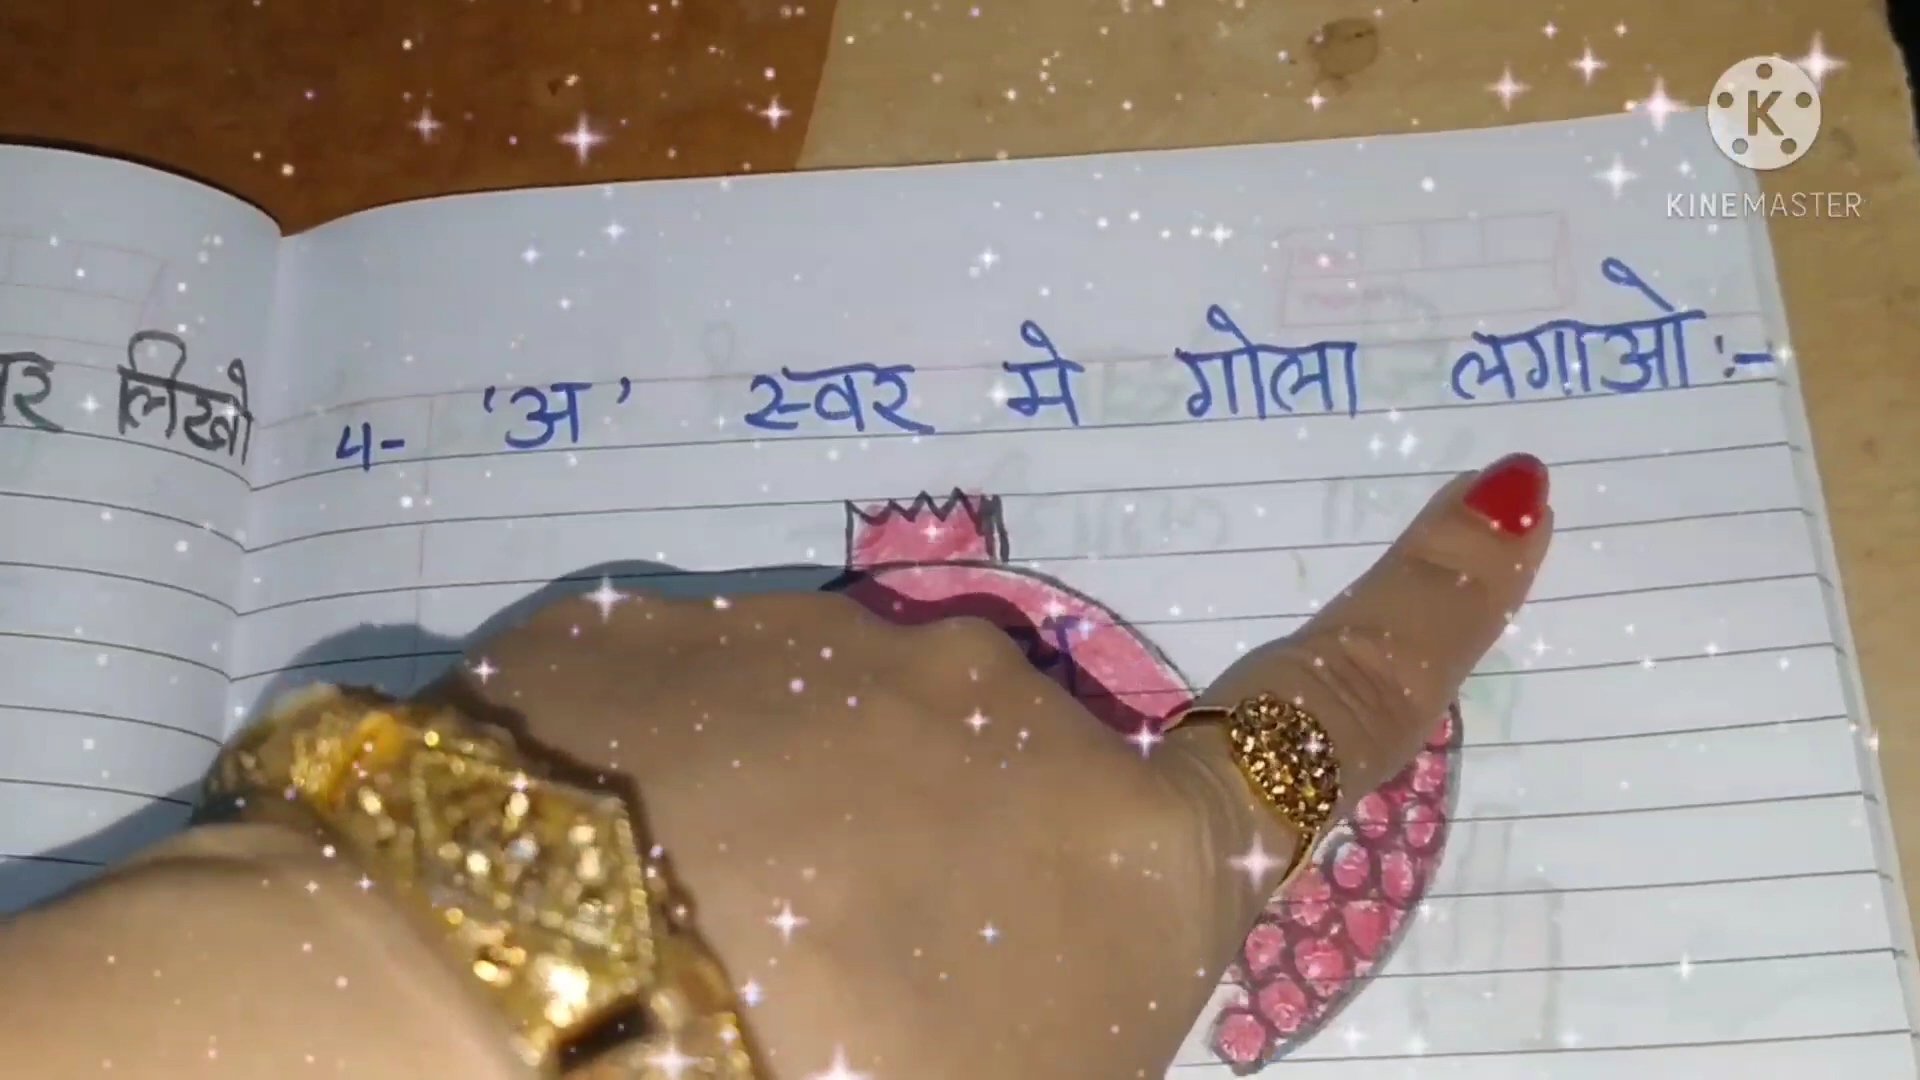 K
KINEMASTER
लिखो
4- 'अ' स्वर मे गोला लगाओ:-